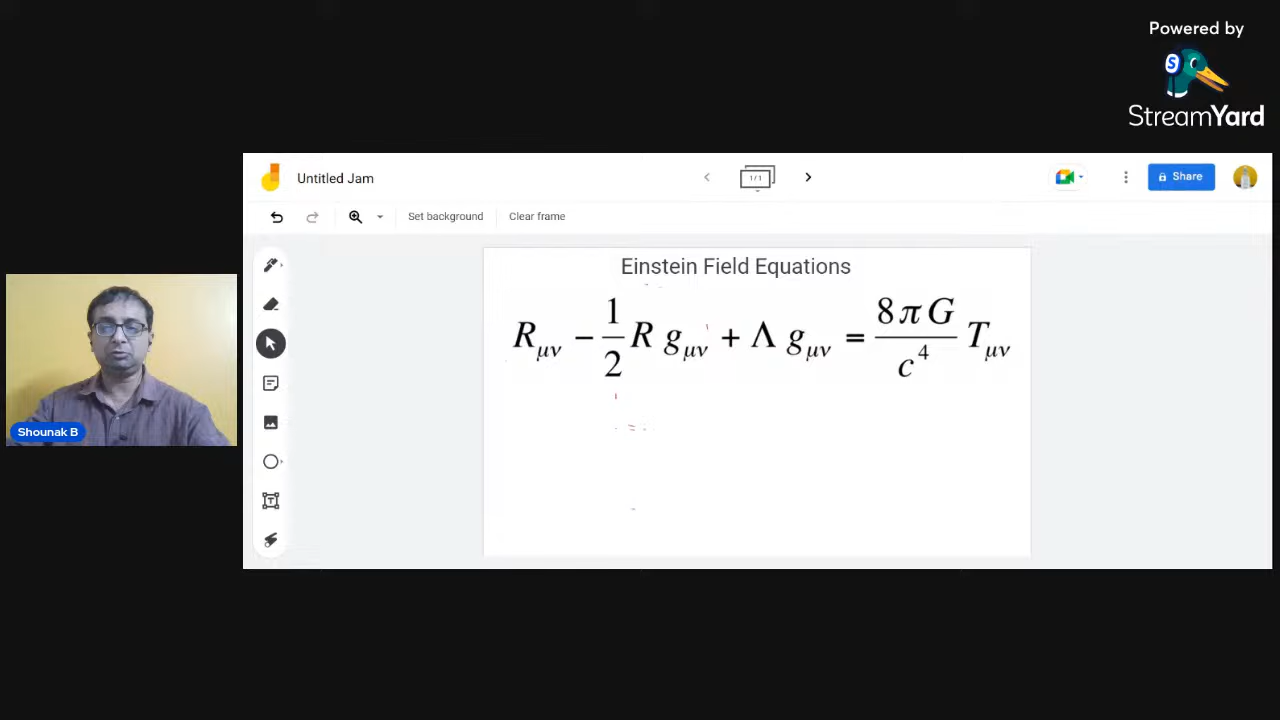 Powered by
S
StreamYard
Untitled Jam
1/1
Share
Set background
Clear frame
Einstein Field Equations
R_μν − 1/2 R g_μν + Λ g_μν = 8πG/c⁴ T_μν
T
Shounak B